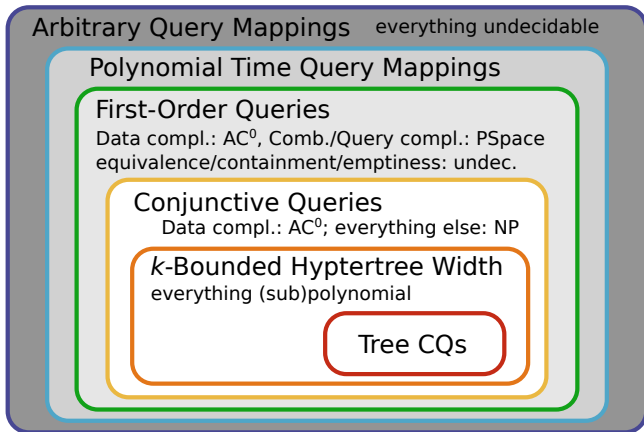 Arbitrary Query Mappings everything undecidable
Polynomial Time Query Mappings
First-Order Queries
Data compl.: AC⁰, Comb./Query compl.: PSpace
equivalence/containment/emptiness: undec.
Conjunctive Queries
Data compl.: AC⁰; everything else: NP
k-Bounded Hyptertree Width
everything (sub)polynomial
Tree CQs